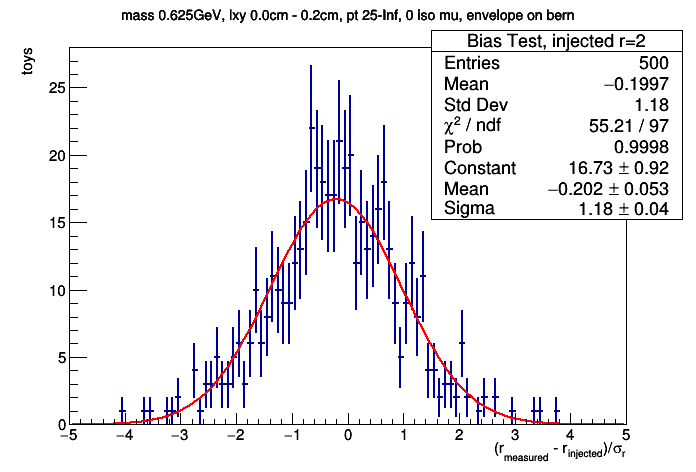 mass 0.625GeV, lxy 0.0cm - 0.2cm, pt 25-Inf, 0 Iso mu, envelope on bern
Bias Test, injected r=2
Entries 500
Mean −0.1997
Std Dev 1.18
χ² / ndf 55.21 / 97
Prob 0.9998
Constant 16.73 ± 0.92
Mean −0.202 ± 0.053
Sigma 1.18 ± 0.04
toys
25
20
15
10
5
0
−5 −4 −3 −2 −1 0 1 2 3 4 5
(r_measured - r_injected)/σ_r